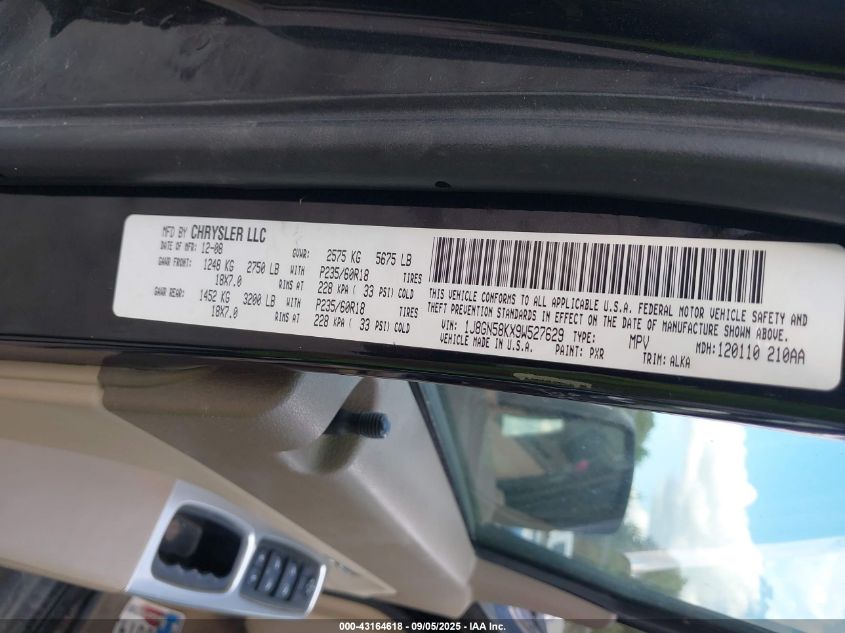 MFD BY CHRYSLER LLC
DATE OF MFR: 12-08 GVWR: 2575 KG 5675 LB
GAWR FRONT: 1248 KG 2750 LB WITH P235/60R18 TIRES
18X7.0 RIMS AT 228 KPA ( 33 PSI) COLD
GAWR REAR: 1452 KG 3200 LB WITH P235/60R18 TIRES
18X7.0 RIMS AT 228 KPA ( 33 PSI) COLD
THIS VEHICLE CONFORMS TO ALL APPLICABLE U.S.A. FEDERAL MOTOR VEHICLE SAFETY AND
THEFT PREVENTION STANDARDS IN EFFECT ON THE DATE OF MANUFACTURE SHOWN ABOVE.
VIN: 1J8GN58KX9W527629 TYPE: MPV MDH: 120110 210AA
VEHICLE MADE IN U.S.A. PAINT: PXR TRIM: ALKA
000-43164618 - 09/05/2025 - IAA Inc.